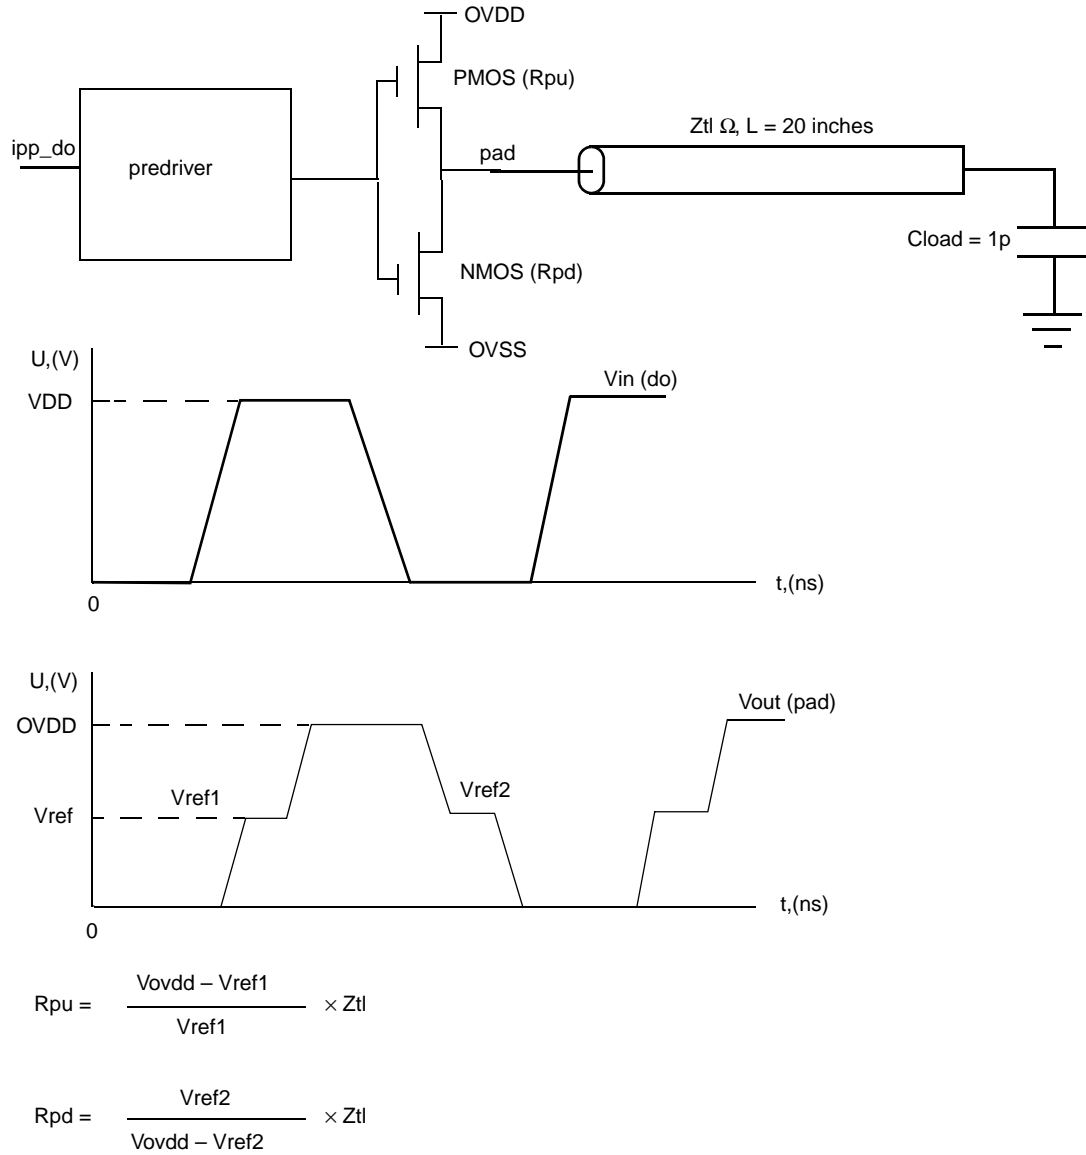 OVDD
PMOS (Rpu)
Ztl Ω, L = 20 inches
ipp_do
predriver
pad
Cload = 1p
NMOS (Rpd)
OVSS
U,(V)
VDD
Vin (do)
t,(ns)
0
U,(V)
OVDD
Vout (pad)
Vref1
Vref2
Vref
t,(ns)
0
Vovdd – Vref1
Rpu = × Ztl
Vref1
Vref2
Rpd = × Ztl
Vovdd – Vref2